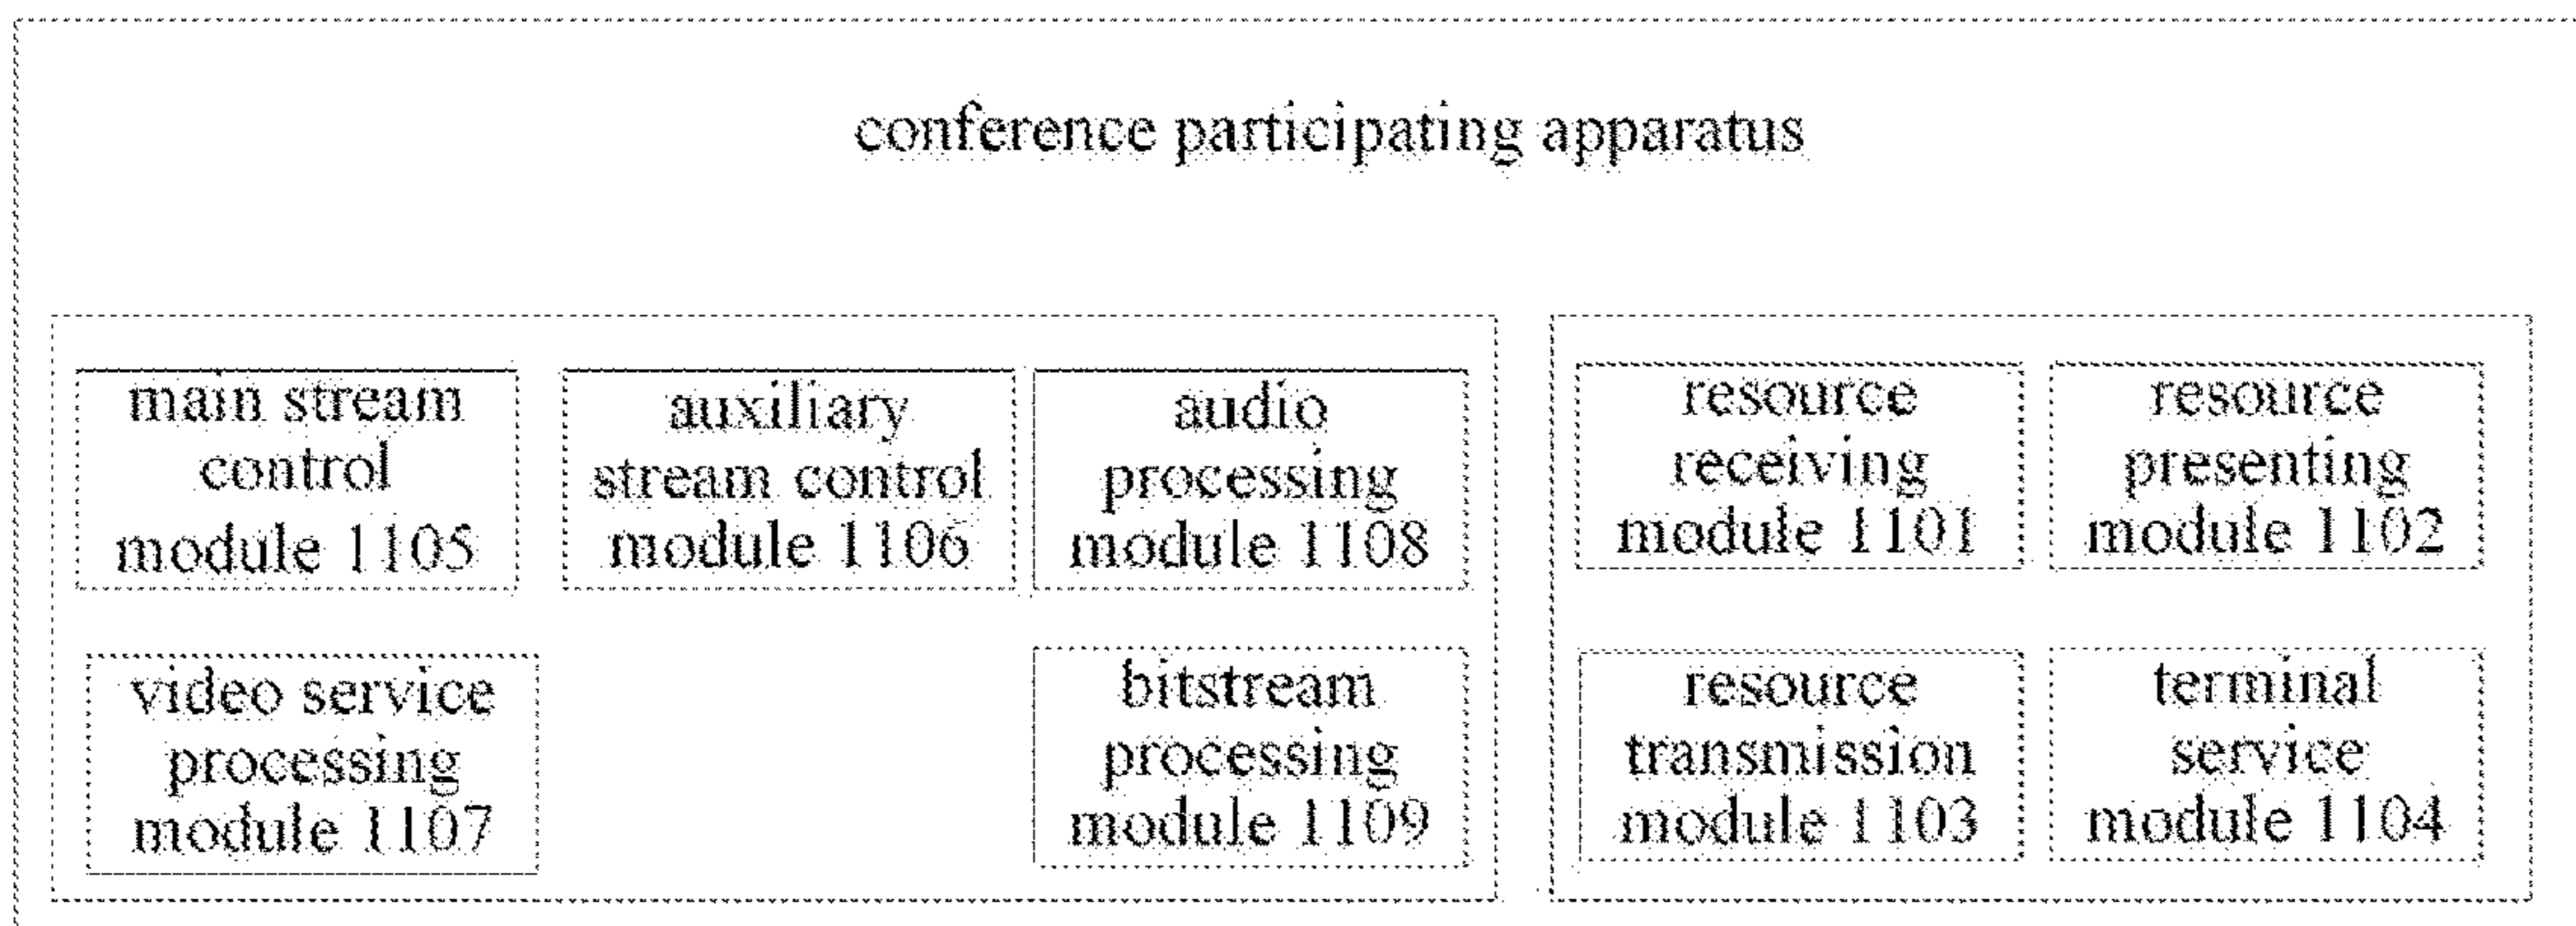 conference participating apparatus
main stream
control
module 1105
auxiliary
stream control
module 1106
audio
processing
module 1108
video service
processing
module 1107
bitstream
processing
module 1109
resource
receiving
module 1101
resource
presenting
module 1102
resource
transmission
module 1103
terminal
service
module 1104